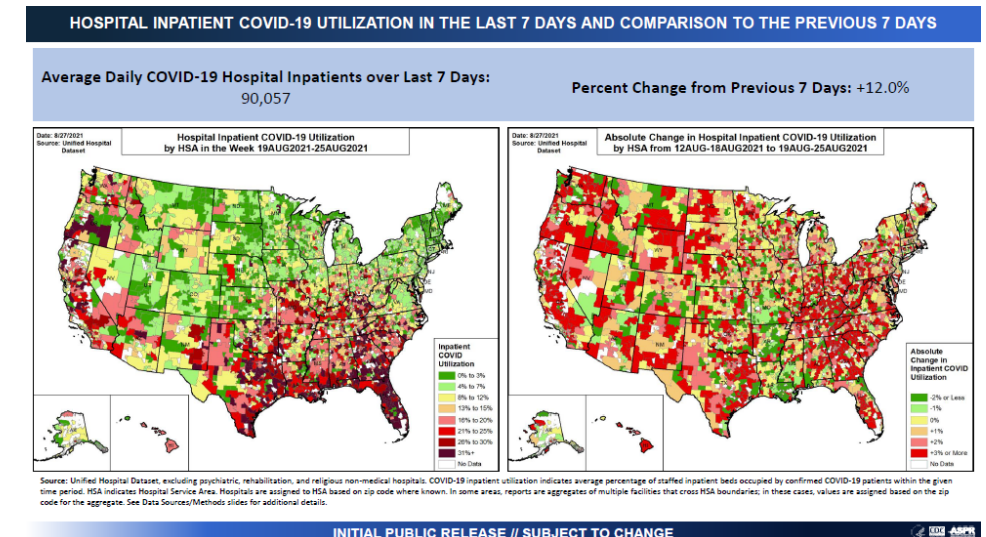 HOSPITAL INPATIENT COVID-19 UTILIZATION IN THE LAST 7 DAYS AND COMPARISON TO THE PREVIOUS 7 DAYS
Average Daily COVID-19 Hospital Inpatients over Last 7 Days:
90,057
Percent Change from Previous 7 Days: +12.0%
Date: 8/27/2021
Source: Unified Hospital
Dataset
Hospital Inpatient COVID-19 Utilization
by HSA in the Week 19AUG2021-25AUG2021
Inpatient
COVID
Utilization
0% to 3%
4% to 7%
8% to 12%
13% to 15%
16% to 20%
21% to 25%
26% to 30%
31%+
No Data
Date: 8/27/2021
Source: Unified Hospital
Dataset
Absolute Change in Hospital Inpatient COVID-19 Utilization
by HSA from 12AUG-18AUG2021 to 19AUG-25AUG2021
Absolute
Change in
Inpatient COVID
Utilization
-2% or Less
-1%
0%
+1%
+2%
+3% or More
No Data
Source: Unified Hospital Dataset, excluding psychiatric, rehabilitation, and religious non-medical hospitals. COVID-19 inpatient utilization indicates average percentage of staffed inpatient beds occupied by confirmed COVID-19 patients within the given
time period. HSA indicates Hospital Service Area. Hospitals are assigned to HSA based on zip code where known. In some areas, reports are aggregates of multiple facilities that cross HSA boundaries; in these cases, values are assigned based on the zip
code for the aggregate. See Data Sources/Methods slides for additional details.
INITIAL PUBLIC RELEASE // SUBJECT TO CHANGE
CDC
ASPR